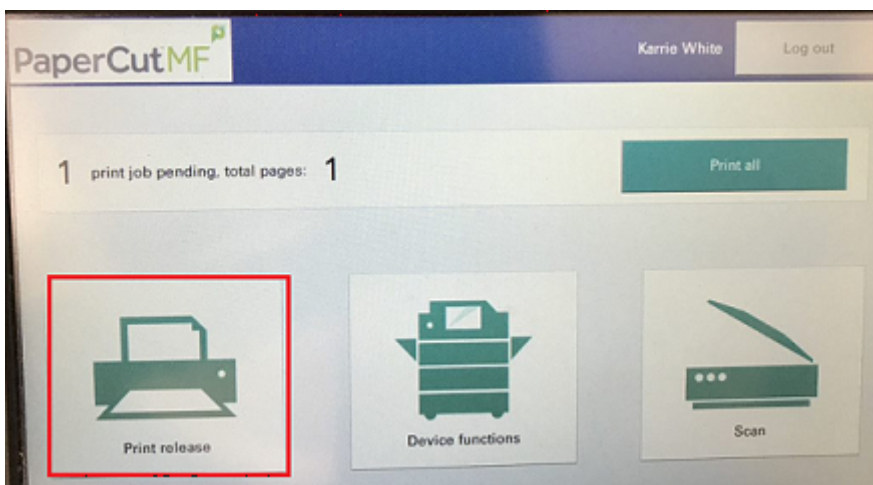 PaperCutMF
Karrie White
Log out
1 print job pending, total pages: 1
Print all
Print release
Device functions
Scan